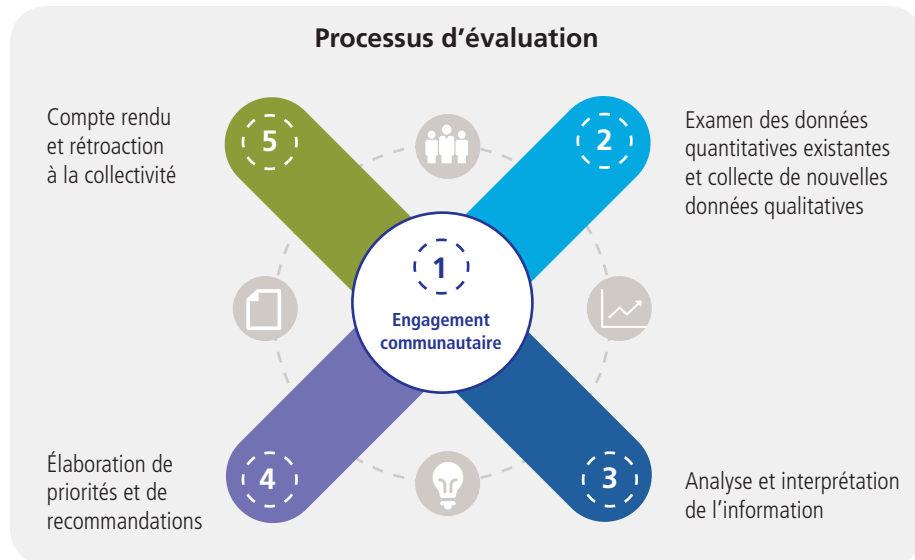 Processus d'évaluation
1
Engagement
communautaire
2
Examen des données
quantitatives existantes
et collecte de nouvelles
données qualitatives
3
Analyse et interprétation
de l'information
4
Élaboration de
priorités et de
recommandations
5
Compte rendu
et rétroaction
à la collectivité